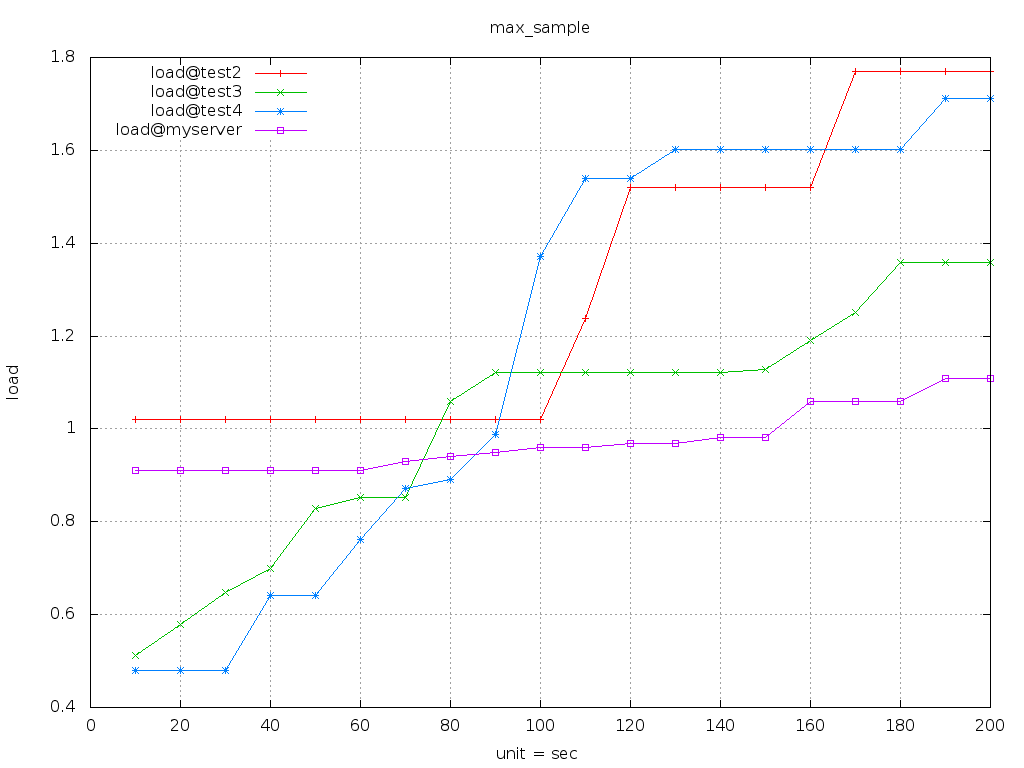 max_sample
load@test2
load@test3
load@test4
load@myserver
1.8
1.6
1.4
1.2
1
0.8
0.6
0.4
load
0 20 40 60 80 100 120 140 160 180 200
unit = sec